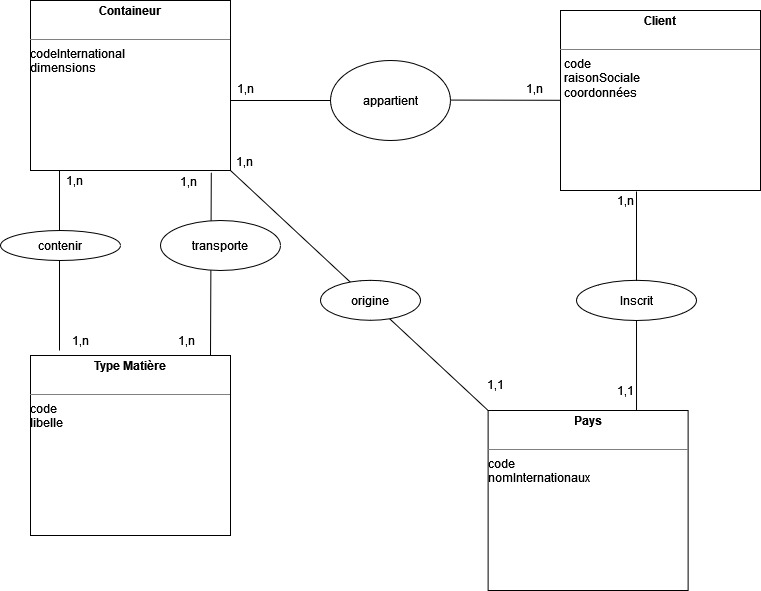 Containeur
codeInternational
dimensions
Client
code
raisonSociale
coordonnées
1,n
appartient
1,n
1,n
1,n
1,n
1,n
contenir
transporte
origine
Inscrit
1,n
1,n
1,1
1,1
Type Matière
code
libelle
Pays
code
nomInternationaux